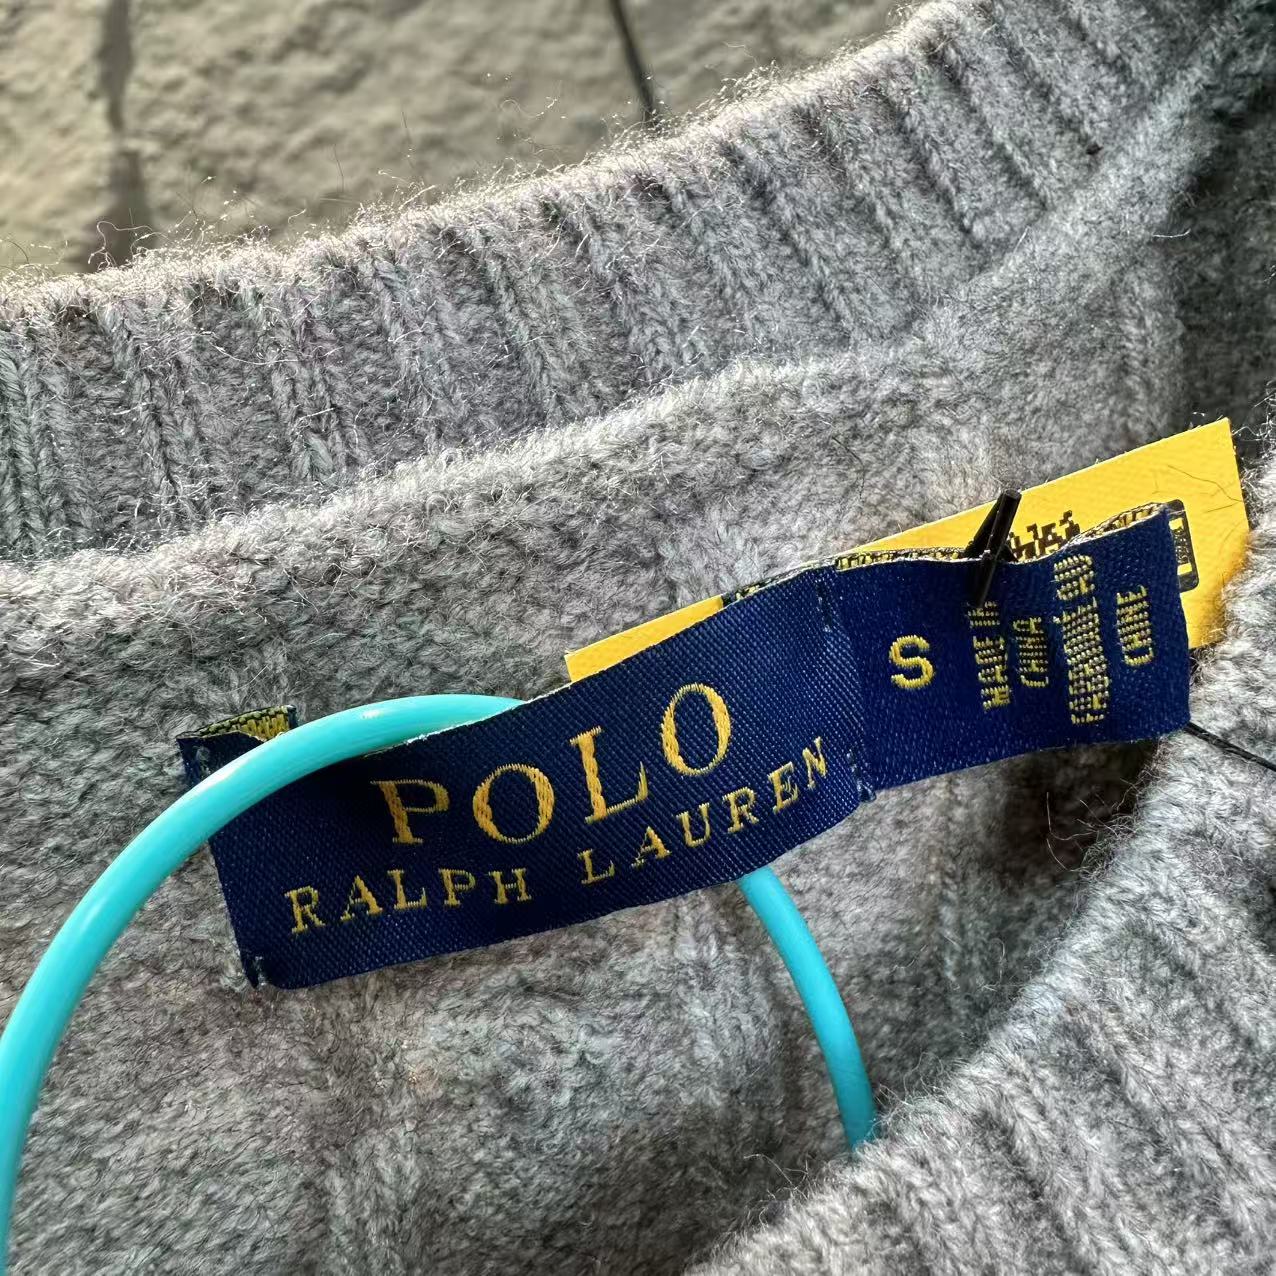 POLO
RALPH LAUREN
S
MADE IN
CHINA
FABRIQUÉ EN
CHINE